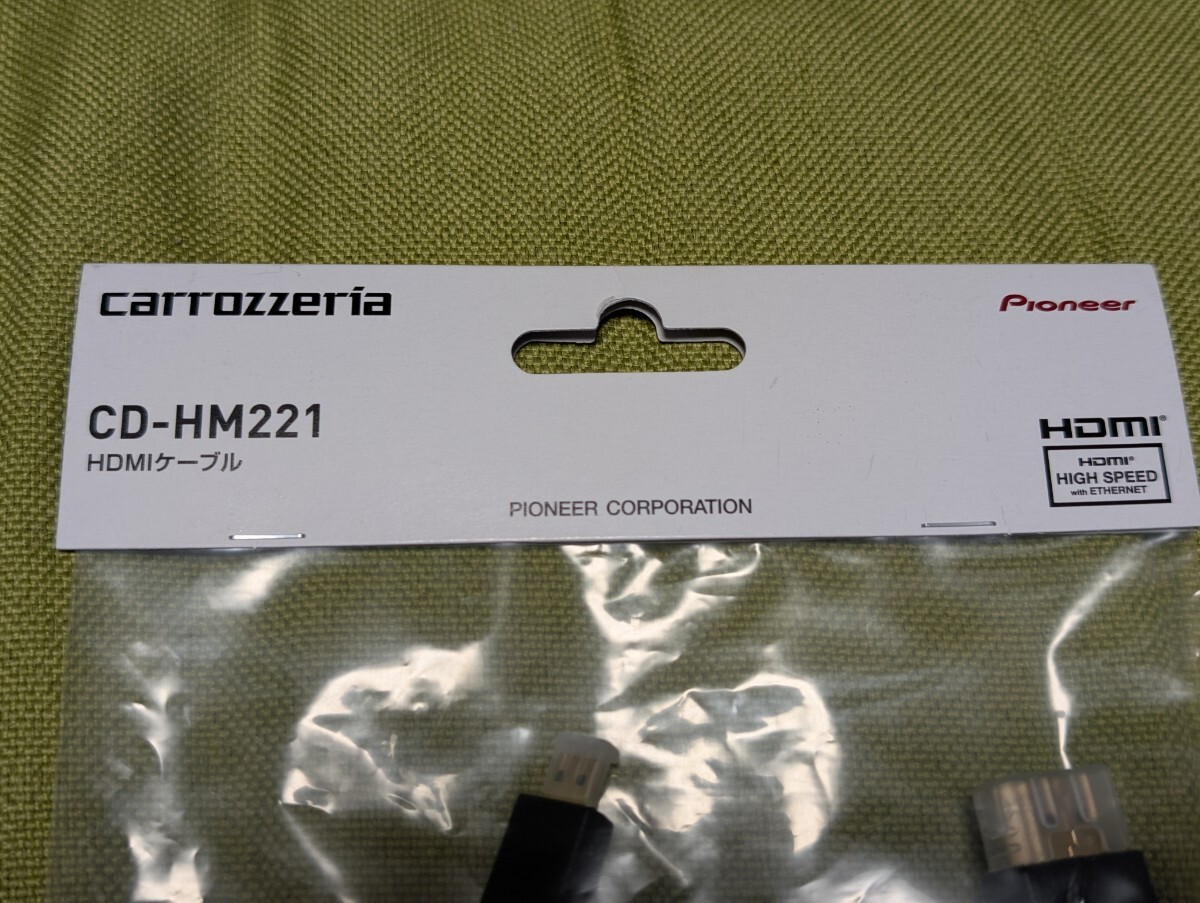 carrozzeria
Pioneer
CD-HM221
HDMIケーブル
HDMI®
HDMI®
HIGH SPEED
with ETHERNET
PIONEER CORPORATION